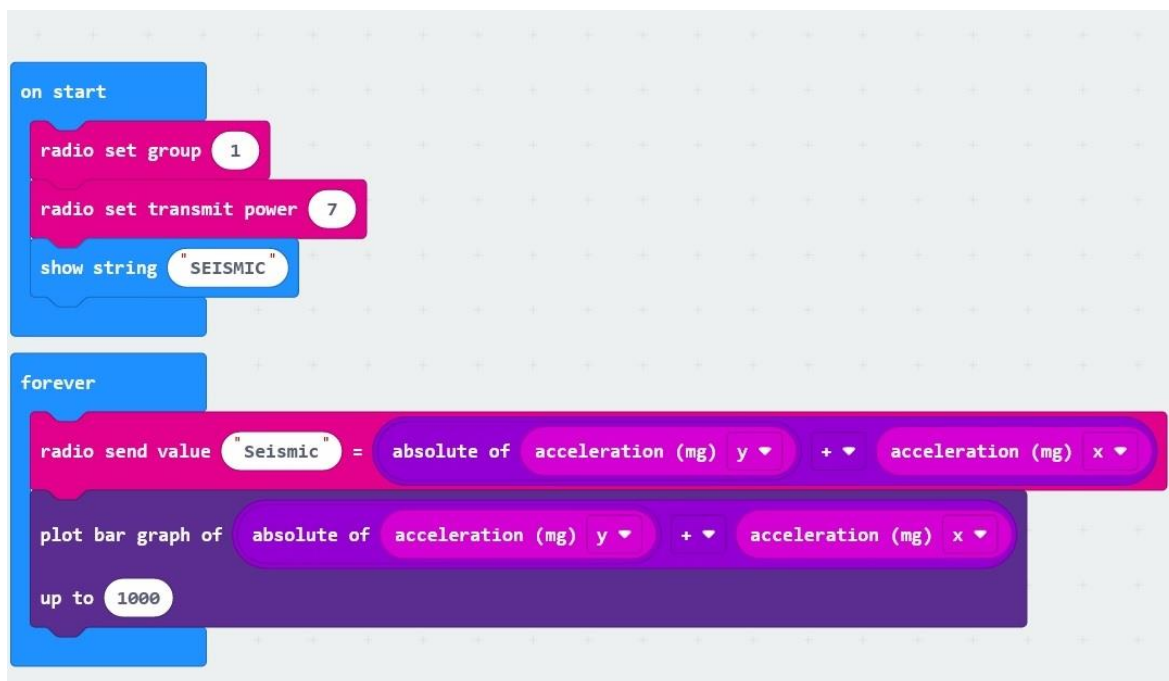 on start
radio set group 1
radio set transmit power 7
show string "SEISMIC"
forever
radio send value "Seismic" = absolute of acceleration (mg) y + acceleration (mg) x
plot bar graph of absolute of acceleration (mg) y + acceleration (mg) x
up to 1000